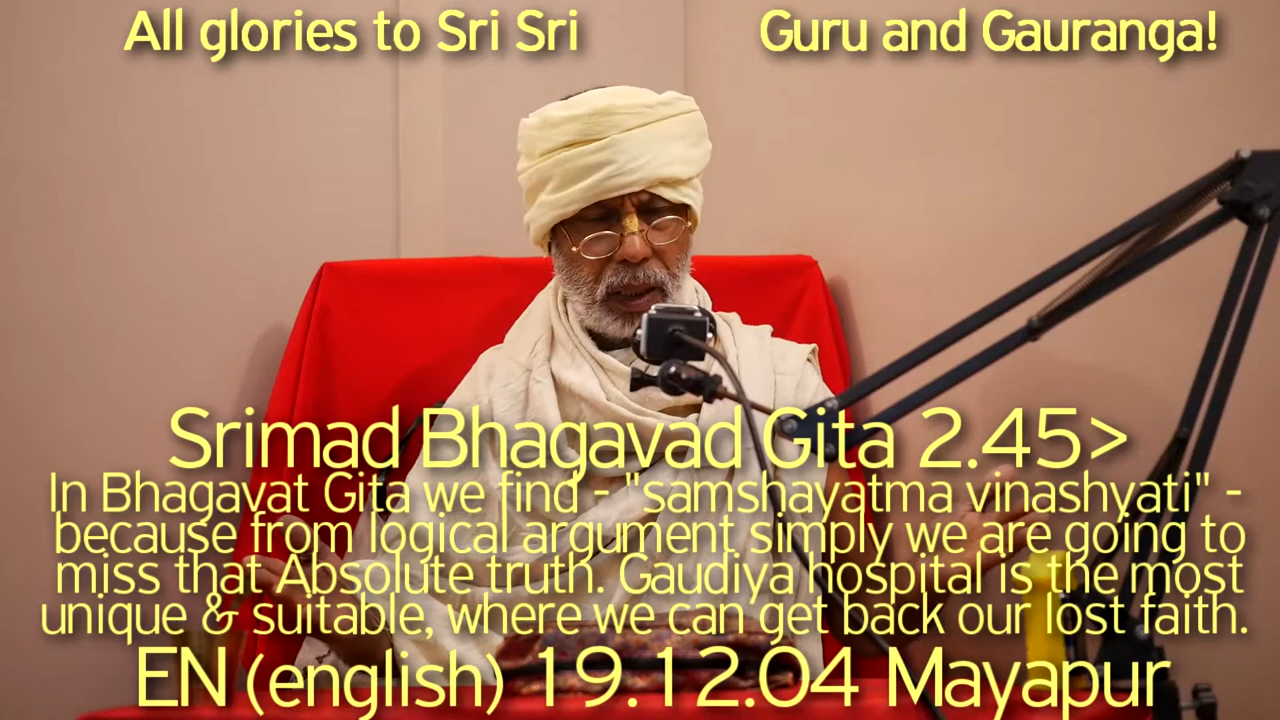 All glories to Sri Sri Guru and Gauranga!
Srimad Bhagavad Gita 2.45>
In Bhagavat Gita we find - "samshayatma vinashyati" -
because from logical argument simply we are going to
miss that Absolute truth. Gaudiya hospital is the most
unique & suitable, where we can get back our lost faith.
EN (english) 19.12.04 Mayapur